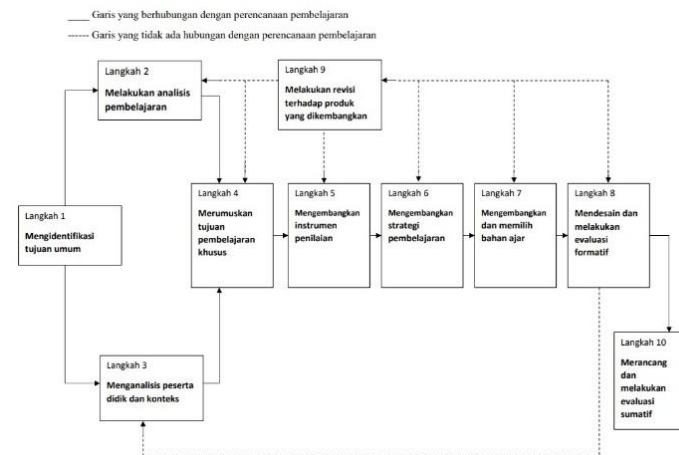 ____ Garis yang berhubungan dengan perencanaan pembelajaran
------ Garis yang tidak ada hubungan dengan perencanaan pembelajaran
Langkah 2
Melakukan analisis
pembelajaran
Langkah 9
Melakukan revisi
terhadap produk
yang dikembangkan
Langkah 1
Mengidentifikasi
tujuan umum
Langkah 4
Merumuskan
tujuan
pembelajaran
khusus
Langkah 5
Mengembangkan
instrumen
penilaian
Langkah 6
Mengembangkan
strategi
pembelajaran
Langkah 7
Mengembangkan
dan memilih
bahan ajar
Langkah 8
Mendesain dan
melakukan
evaluasi
formatif
Langkah 3
Menganalisis peserta
didik dan konteks
Langkah 10
Merancang
dan
melakukan
evaluasi
sumatif